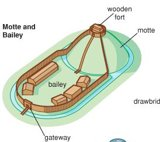 wooden
fort
Motte and
Bailey
motte
bailey
drawbrid
gateway